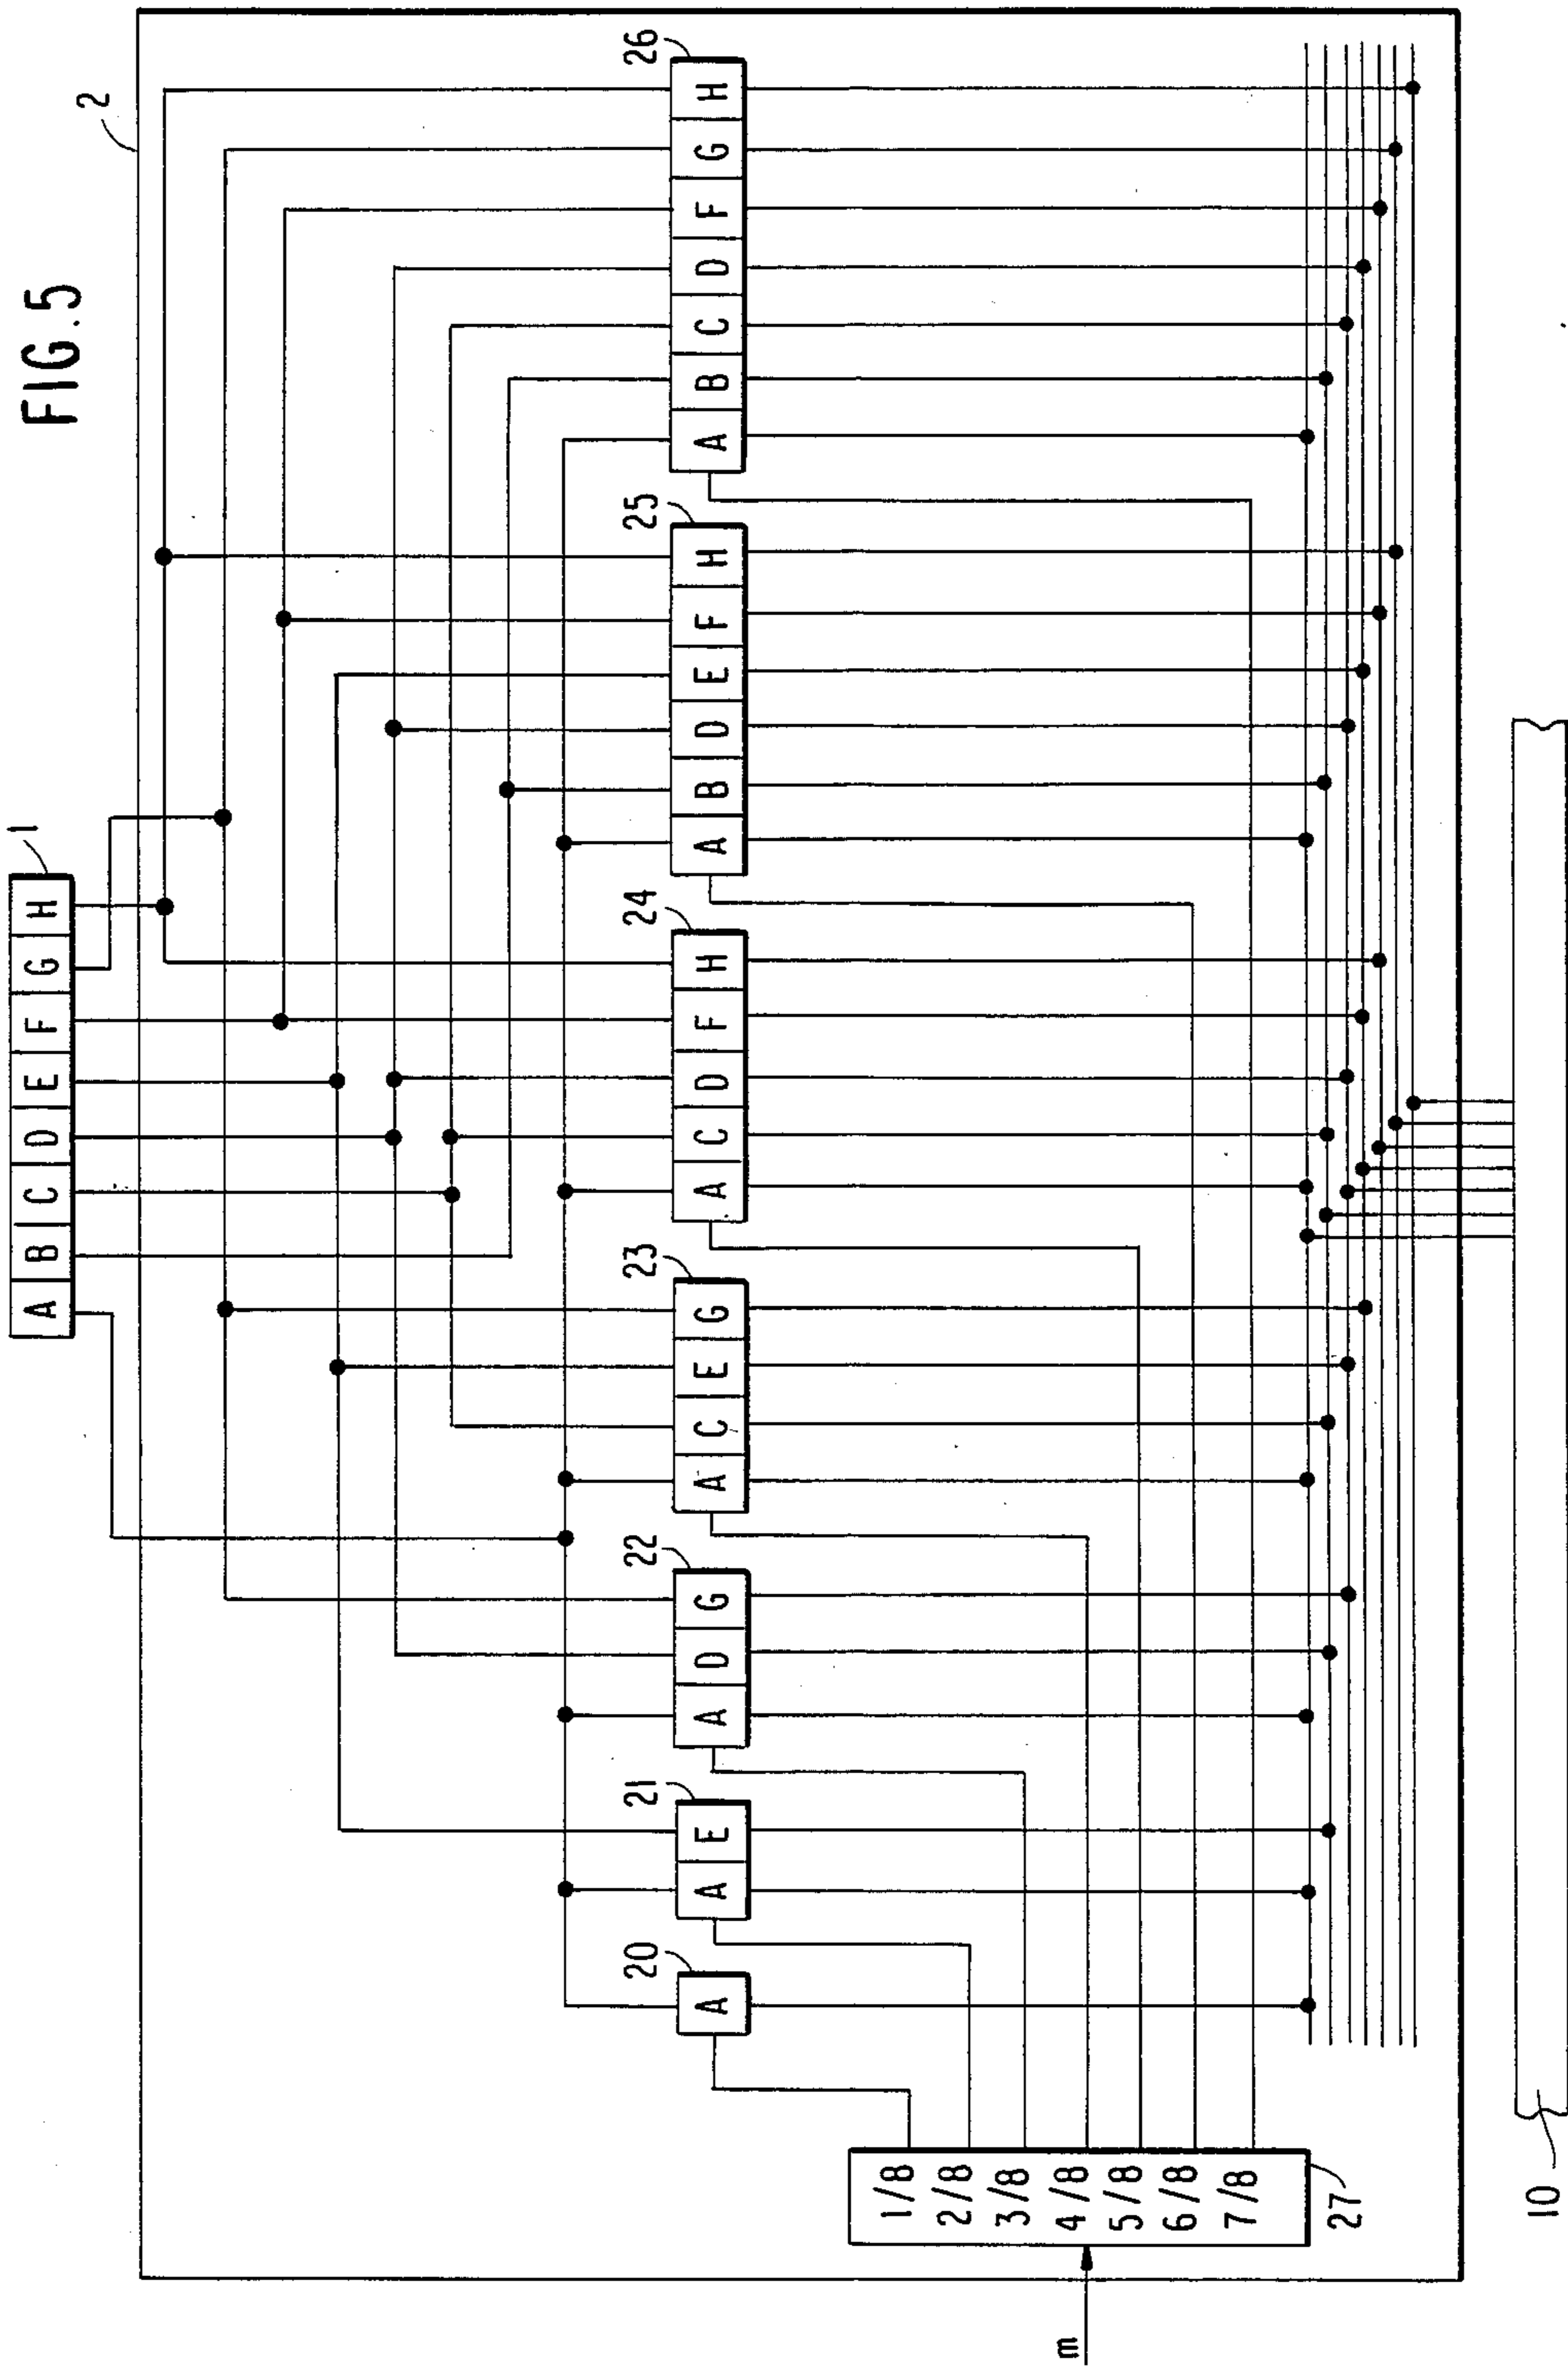 FIG.5
1
A B C D E F G H
2
20
A
21
A E
22
A D G
23
A C E G
24
A C D F H
25
A B D E F H
26
A B C D F G H
m
1/8
2/8
3/8
4/8
5/8
6/8
7/8
27
10